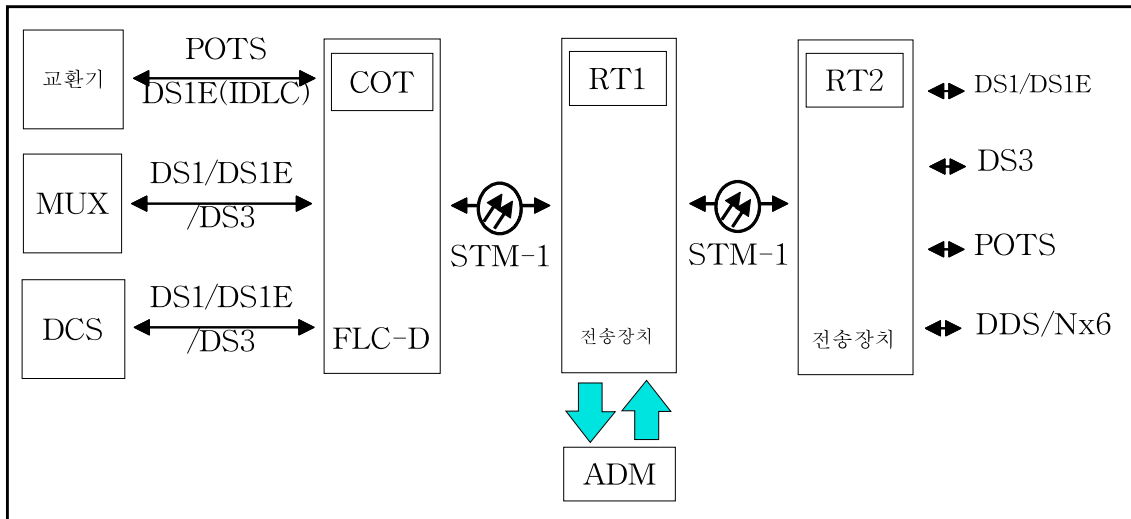 교환기
POTS
DS1E(IDLC)
MUX
DS1/DS1E
/DS3
DCS
DS1/DS1E
/DS3
COT
FLC-D
STM-1
RT1
전송장치
ADM
STM-1
RT2
전송장치
DS1/DS1E
DS3
POTS
DDS/Nx6